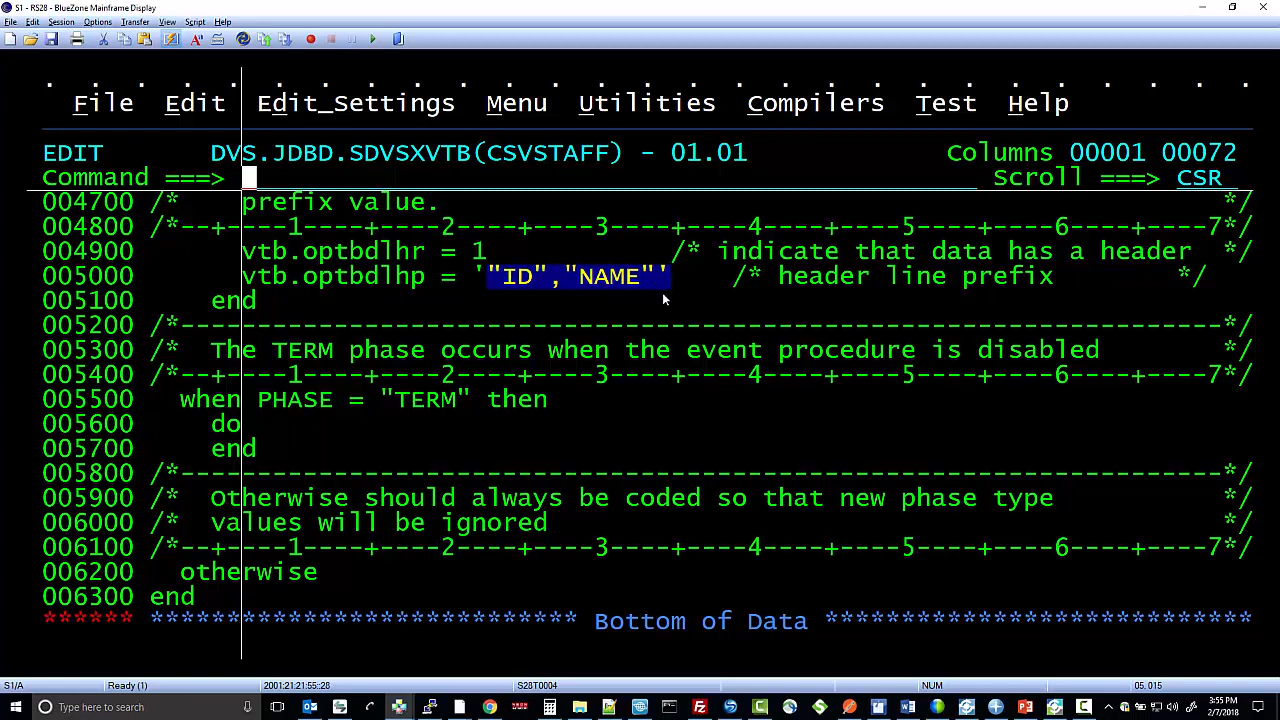 S1 - RS28 - BlueZone Mainframe Display
File Edit Session Options Transfer View Script Help
File Edit Edit_Settings Menu Utilities Compilers Test Help
EDIT DVS.JDBD.SDVSXVTB(CSVSTAFF) - 01.01 Columns 00001 00072
Command ===> Scroll ===> CSR
004700 /* prefix value. */
004800 /*--+----1----+----2----+----3----+----4----+----5----+----6----+----7*/
004900 vtb.optbdlhr = 1 /* indicate that data has a header */
005000 vtb.optbdlhp = '"ID","NAME"' /* header line prefix */
005100 end
005200 /*--------------------------------------------------------------------*/
005300 /* The TERM phase occurs when the event procedure is disabled */
005400 /*--+----1----+----2----+----3----+----4----+----5----+----6----+----7*/
005500 when PHASE = "TERM" then
005600 do
005700 end
005800 /*--------------------------------------------------------------------*/
005900 /* Otherwise should always be coded so that new phase type */
006000 /* values will be ignored */
006100 /*--+----1----+----2----+----3----+----4----+----5----+----6----+----7*/
006200 otherwise
006300 end
****** **************************** Bottom of Data ****************************
S1/A Ready (1) 2001:21:21:55::28 S28T0004 NUM 05, 015
Type here to search
3:55 PM
2/7/2018